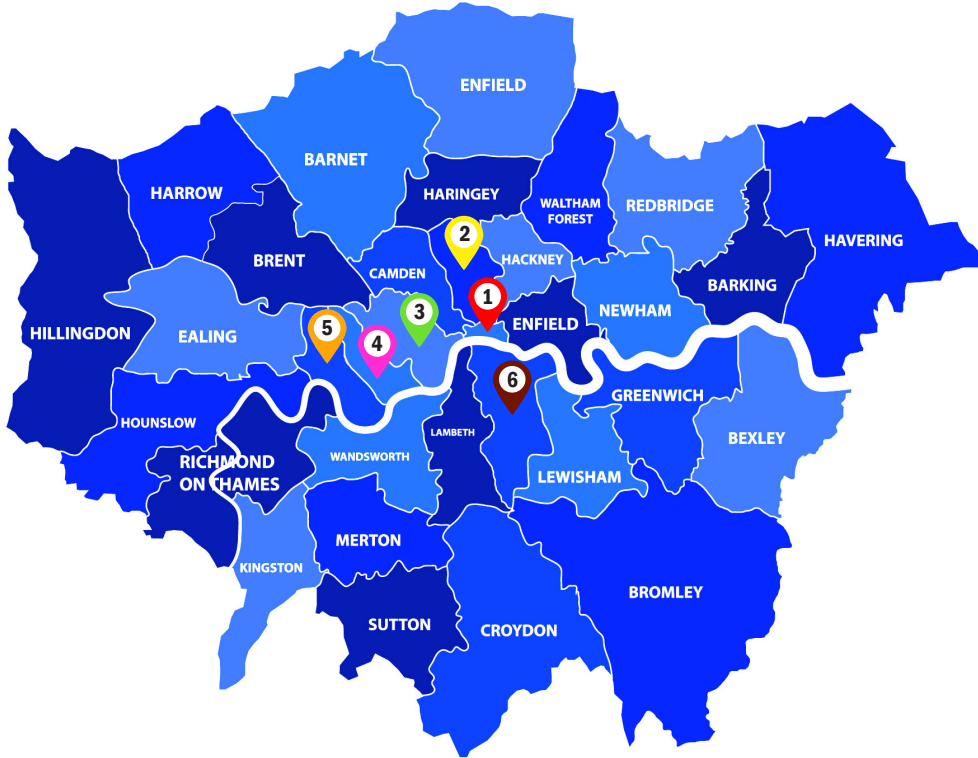 ENFIELD
BARNET
HARROW
HARINGEY
WALTHAM
FOREST
REDBRIDGE
2
HAVERING
BRENT
CAMDEN
HACKNEY
BARKING
1
3
HILLINGDON
EALING
5
4
ENFIELD
NEWHAM
6
GREENWICH
HOUNSLOW
LAMBETH
BEXLEY
WANDSWORTH
RICHMOND
ON THAMES
LEWISHAM
MERTON
KINGSTON
BROMLEY
SUTTON
CROYDON